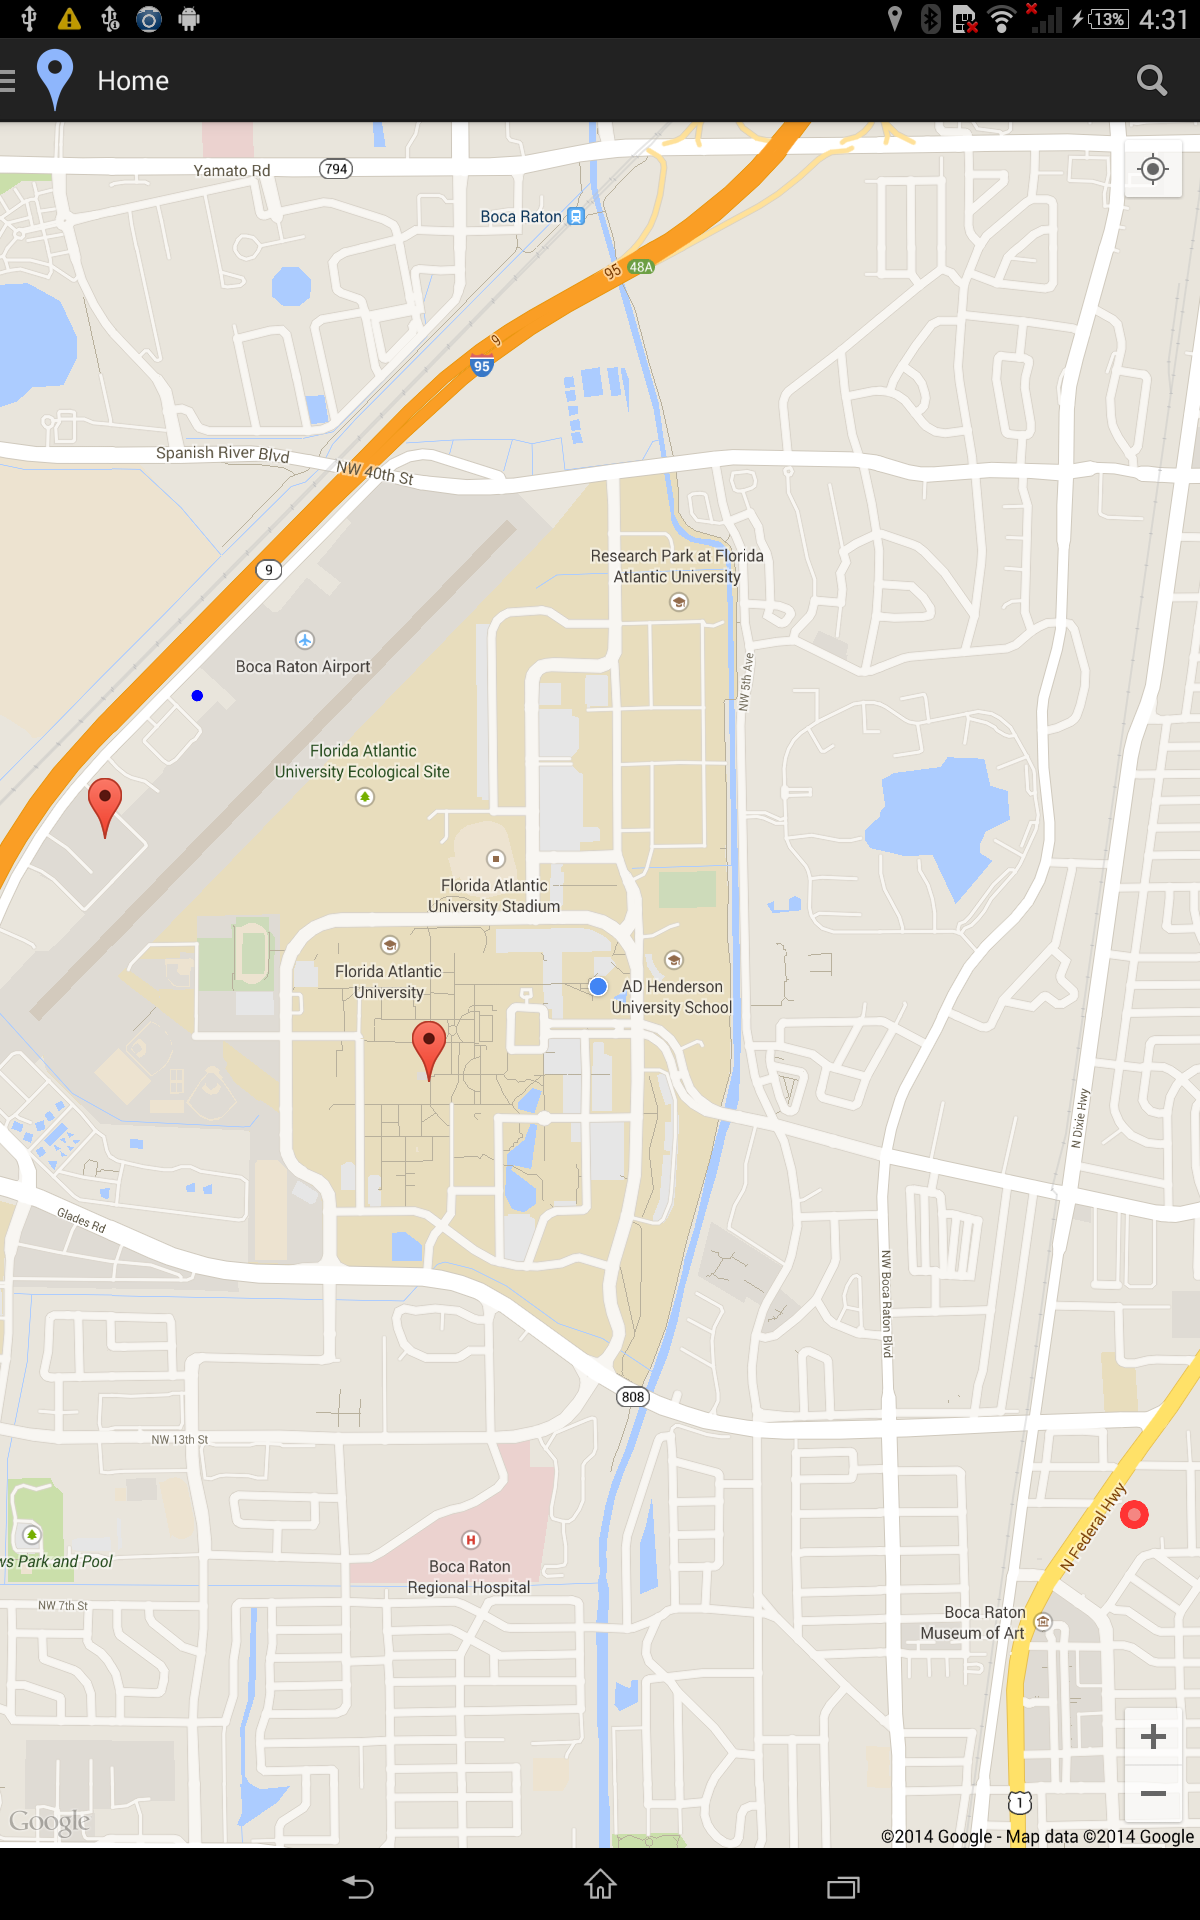 13% 4:31
Home
Yamato Rd 794
Boca Raton
95 48A
9
95
Spanish River Blvd
NW 40th St
9
Research Park at Florida
Atlantic University
Boca Raton Airport
NW 5th Ave
Florida Atlantic
University Ecological Site
Florida Atlantic
University Stadium
Florida Atlantic
University
AD Henderson
University School
N Dixie Hwy
Glades Rd
NW Boca Raton Blvd
808
NW 13th St
N Federal Hwy
H
ws Park and Pool
Boca Raton
Regional Hospital
NW 7th St
Boca Raton
Museum of Art
1
Google
©2014 Google - Map data ©2014 Google